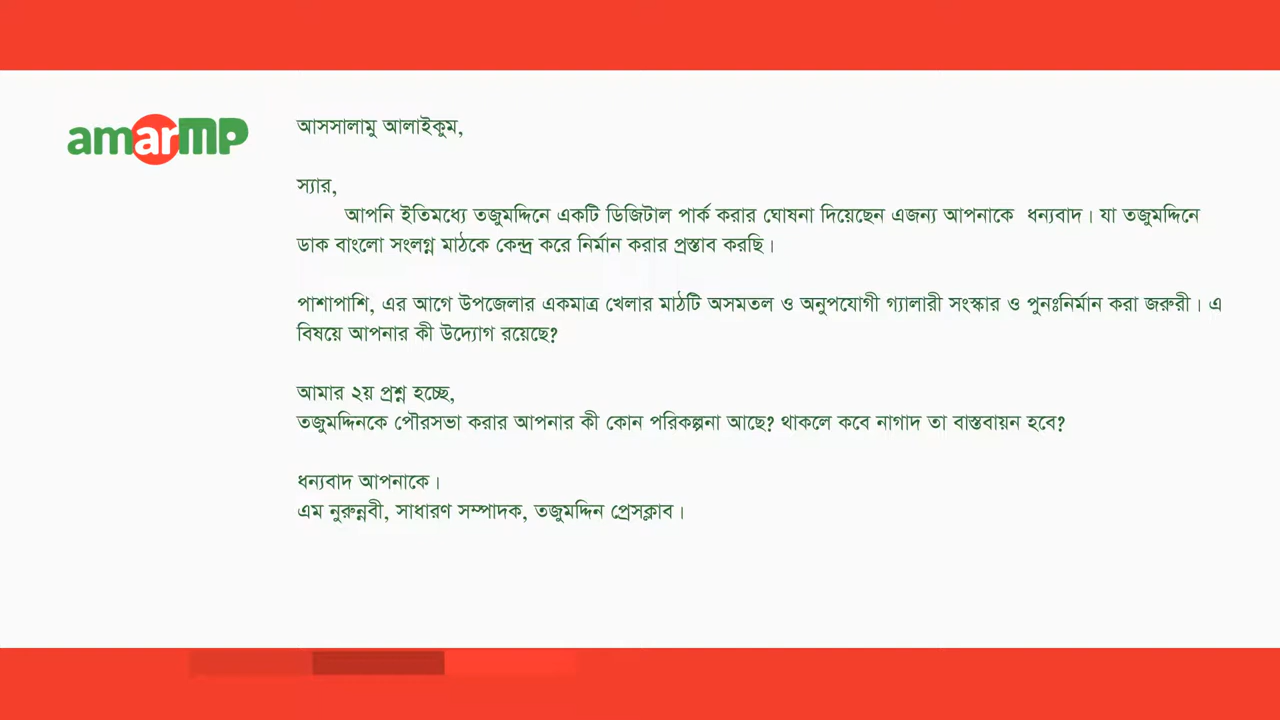 amarMP
আসসালামু আলাইকুম,
স্যার,
আপনি ইতিমধ্যে তজুমদ্দিনে একটি ডিজিটাল পার্ক করার ঘোষনা দিয়েছেন এজন্য আপনাকে ধন্যবাদ। যা তজুমদ্দিনে
ডাক বাংলো সংলগ্ন মাঠকে কেন্দ্র করে নির্মান করার প্রস্তাব করছি।
পাশাপাশি, এর আগে উপজেলার একমাত্র খেলার মাঠটি অসমতল ও অনুপযোগী গ্যালারী সংস্কার ও পুনঃনির্মান করা জরুরী। এ
বিষয়ে আপনার কী উদ্যোগ রয়েছে?
আমার ২য় প্রশ্ন হচ্ছে,
তজুমদ্দিনকে পৌরসভা করার আপনার কী কোন পরিকল্পনা আছে? থাকলে কবে নাগাদ তা বাস্তবায়ন হবে?
ধন্যবাদ আপনাকে।
এম নুরুন্নবী, সাধারণ সম্পাদক, তজুমদ্দিন প্রেসক্লাব।